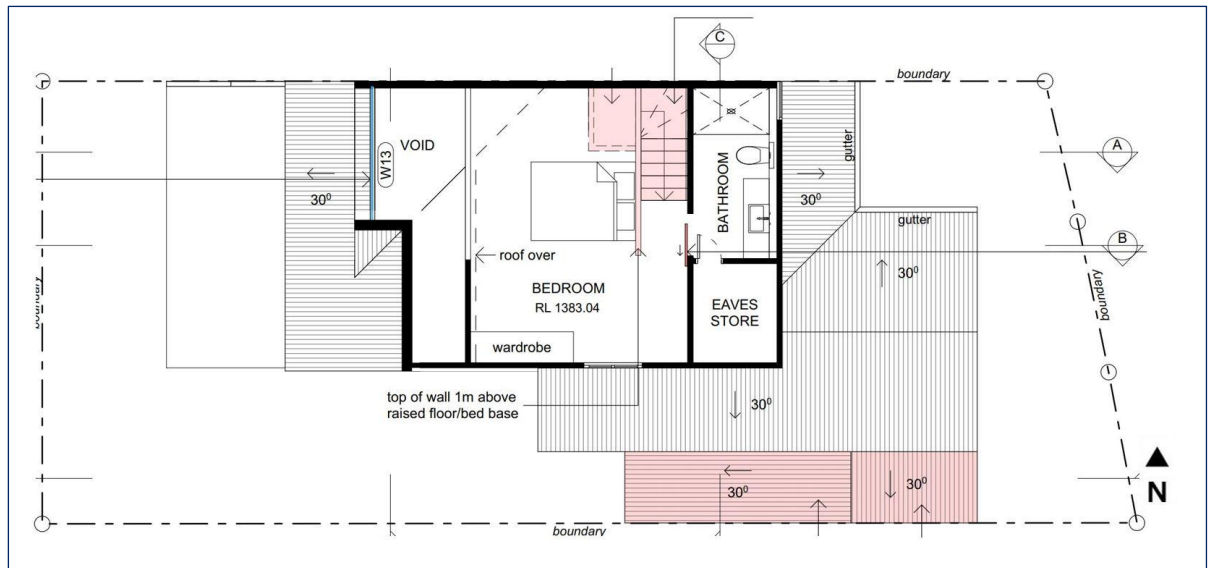 C
boundary
VOID
W13
BATHROOM
gutter
A
30⁰
30⁰
gutter
B
roof over
30⁰
BEDROOM
RL 1383.04
EAVES
STORE
boundary
boundary
wardrobe
top of wall 1m above
raised floor/bed base
30⁰
30⁰
30⁰
N
boundary